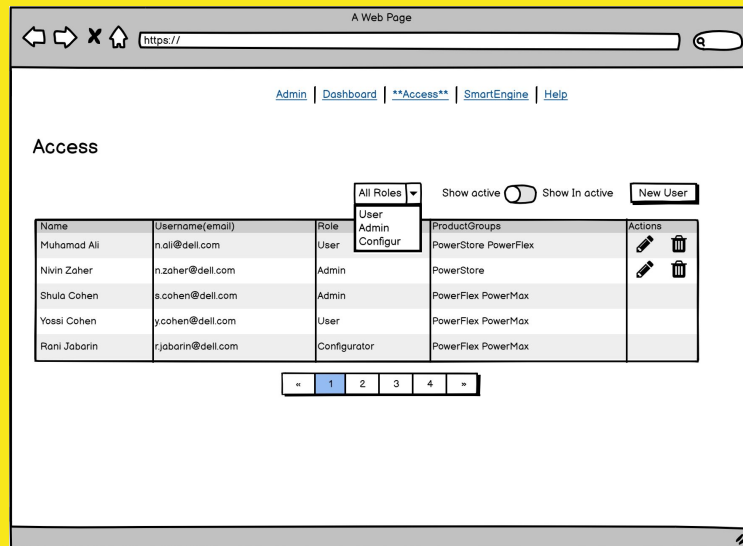 A Web Page
https://
Admin | Dashboard | **Access** | SmartEngine | Help
Access
All Roles Show active Show In active New User
User
Admin
Configur
Name Username(email) Role ProductGroups Actions
Muhamad Ali n.ali@dell.com User PowerStore PowerFlex
Nivin Zaher n.zaher@dell.com Admin PowerStore
Shula Cohen s.cohen@dell.com Admin PowerFlex PowerMax
Yossi Cohen y.cohen@dell.com User PowerFlex PowerMax
Rani Jabarin r.jabarin@dell.com Configurator PowerFlex PowerMax
« 1 2 3 4 »